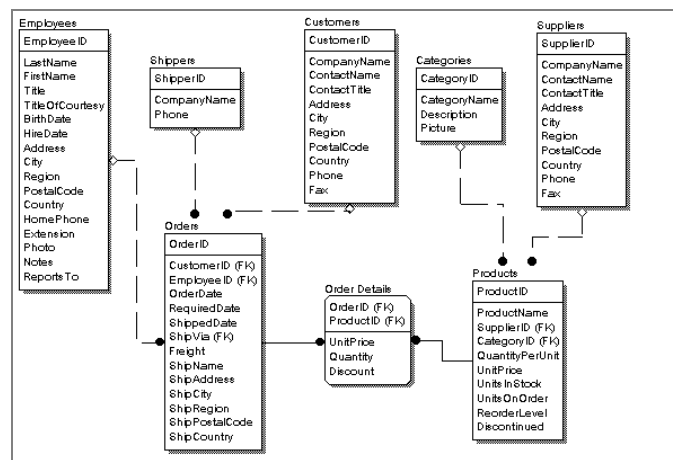 Employees
EmployeeID
LastName
FirstName
Title
TitleOfCourtesy
BirthDate
HireDate
Address
City
Region
PostalCode
Country
HomePhone
Extension
Photo
Notes
ReportsTo
Shippers
ShipperID
CompanyName
Phone
Customers
CustomerID
CompanyName
ContactName
ContactTitle
Address
City
Region
PostalCode
Country
Phone
Fax
Categories
CategoryID
CategoryName
Description
Picture
Suppliers
SupplierID
CompanyName
ContactName
ContactTitle
Address
City
Region
PostalCode
Country
Phone
Fax
Orders
OrderID
CustomerID (FK)
EmployeeID (FK)
OrderDate
RequiredDate
ShippedDate
ShipVia (FK)
Freight
ShipName
ShipAddress
ShipCity
ShipRegion
ShipPostalCode
ShipCountry
Order Details
OrderID (FK)
ProductID (FK)
UnitPrice
Quantity
Discount
Products
ProductID
ProductName
SupplierID (FK)
CategoryID (FK)
QuantityPerUnit
UnitPrice
UnitsInStock
UnitsOnOrder
ReorderLevel
Discontinued